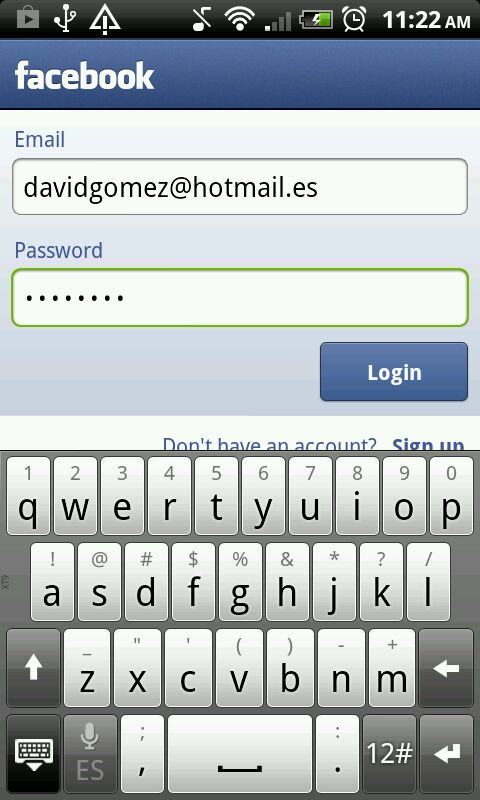 11:22 AM
facebook
Email
davidgomez@hotmail.es
Password
••••••••
Login
Don't have an account? Sign up
1 2 3 4 5 6 7 8 9 0
q w e r t y u i o p
! @ # $ % & * ? /
a s d f g h j k l
XT9
_ " ' ( ) - +
z x c v b n m
; :
ES , . 12#